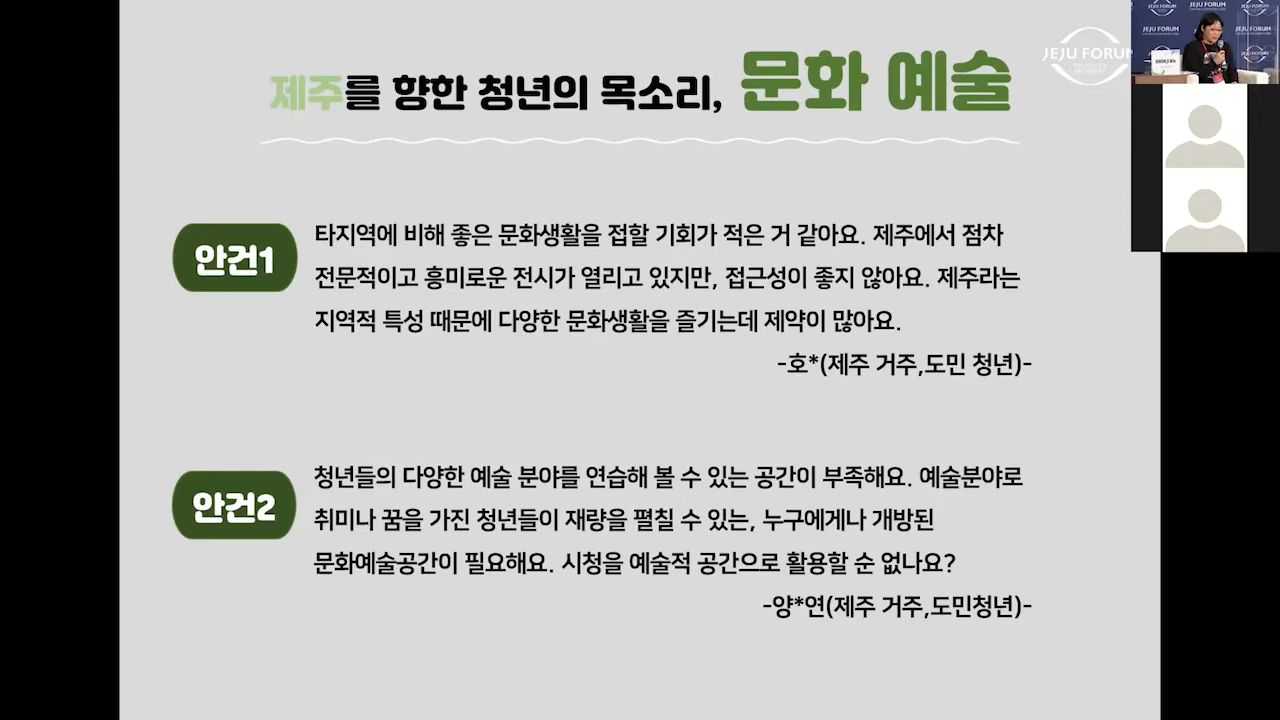 제주를 향한 청년의 목소리, 문화 예술
JEJU FORUM
안건1
타지역에 비해 좋은 문화생활을 접할 기회가 적은 거 같아요. 제주에서 점차
전문적이고 흥미로운 전시가 열리고 있지만, 접근성이 좋지 않아요. 제주라는
지역적 특성 때문에 다양한 문화생활을 즐기는데 제약이 많아요.
-호*(제주 거주,도민 청년)-
안건2
청년들의 다양한 예술 분야를 연습해 볼 수 있는 공간이 부족해요. 예술분야로
취미나 꿈을 가진 청년들이 재량을 펼칠 수 있는, 누구에게나 개방된
문화예술공간이 필요해요. 시청을 예술적 공간으로 활용할 순 없나요?
-양*연(제주 거주,도민청년)-
JEJU FORUM
JEJU FORUM
JEJU FORUM
JEJU FORUM
JEJU FORUM